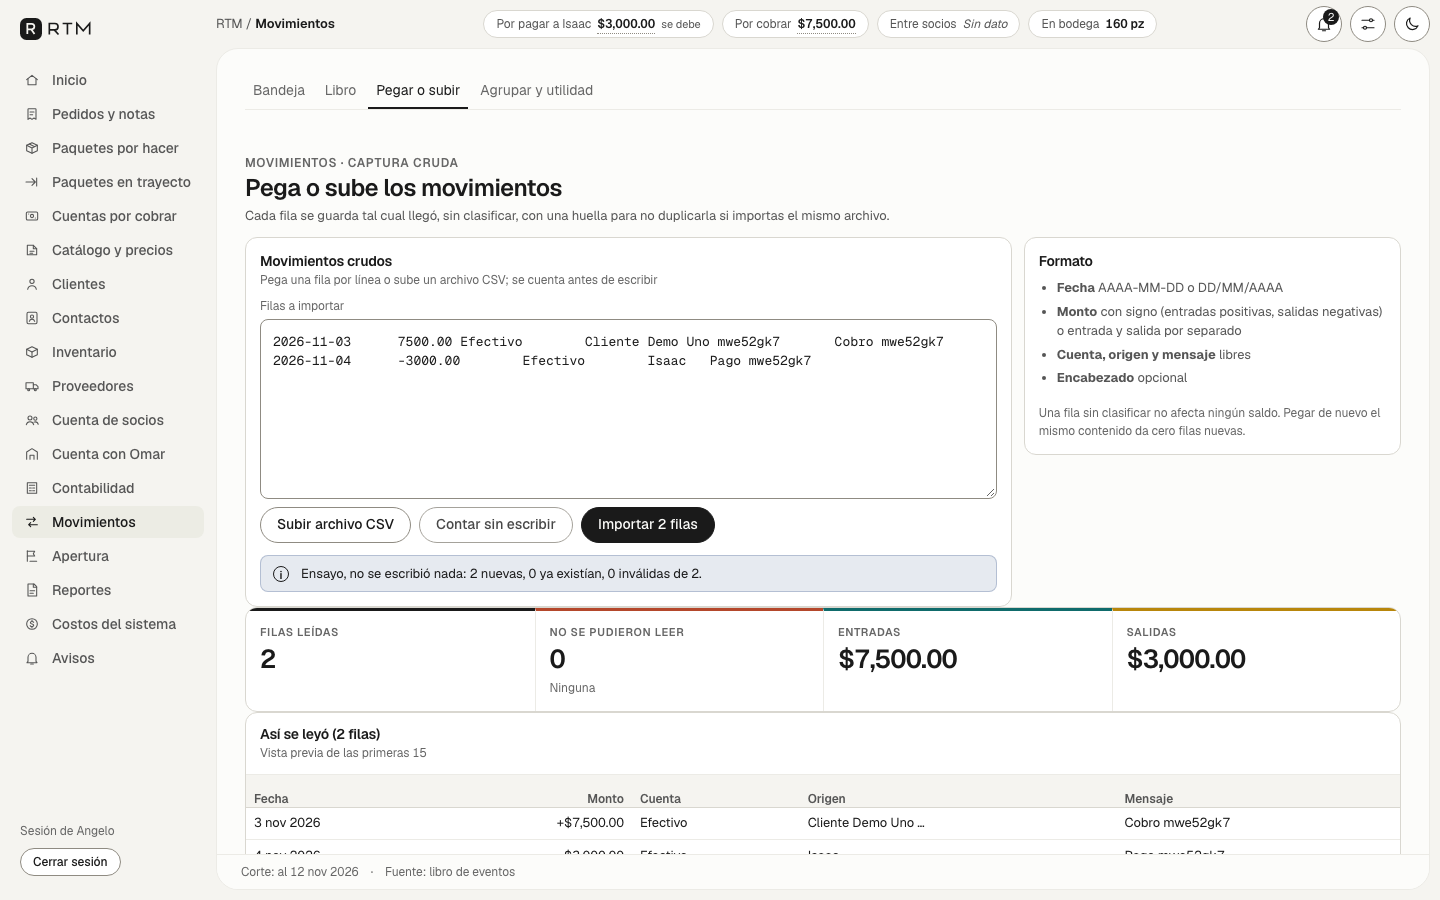 R RTM
RTM / Movimientos
Por pagar a Isaac $3,000.00 se debe
Por cobrar $7,500.00
Entre socios Sin dato
En bodega 160 pz
2
Inicio
Pedidos y notas
Paquetes por hacer
Paquetes en trayecto
Cuentas por cobrar
Catálogo y precios
Clientes
Contactos
Inventario
Proveedores
Cuenta de socios
Cuenta con Omar
Contabilidad
Movimientos
Apertura
Reportes
Costos del sistema
Avisos
Sesión de Angelo
Cerrar sesión
Bandeja Libro Pegar o subir Agrupar y utilidad
MOVIMIENTOS · CAPTURA CRUDA
Pega o sube los movimientos
Cada fila se guarda tal cual llegó, sin clasificar, con una huella para no duplicarla si importas el mismo archivo.
Movimientos crudos
Pega una fila por línea o sube un archivo CSV; se cuenta antes de escribir
Filas a importar
2026-11-03 7500.00 Efectivo Cliente Demo Uno mwe52gk7 Cobro mwe52gk7
2026-11-04 -3000.00 Efectivo Isaac Pago mwe52gk7
Subir archivo CSV Contar sin escribir Importar 2 filas
Ensayo, no se escribió nada: 2 nuevas, 0 ya existían, 0 inválidas de 2.
Formato
• Fecha AAAA-MM-DD o DD/MM/AAAA
• Monto con signo (entradas positivas, salidas negativas)
o entrada y salida por separado
• Cuenta, origen y mensaje libres
• Encabezado opcional
Una fila sin clasificar no afecta ningún saldo. Pegar de nuevo el
mismo contenido da cero filas nuevas.
FILAS LEÍDAS
2
NO SE PUDIERON LEER
0
Ninguna
ENTRADAS
$7,500.00
SALIDAS
$3,000.00
Así se leyó (2 filas)
Vista previa de las primeras 15
Fecha Monto Cuenta Origen Mensaje
3 nov 2026 +$7,500.00 Efectivo Cliente Demo Uno … Cobro mwe52gk7
Corte: al 12 nov 2026 · Fuente: libro de eventos